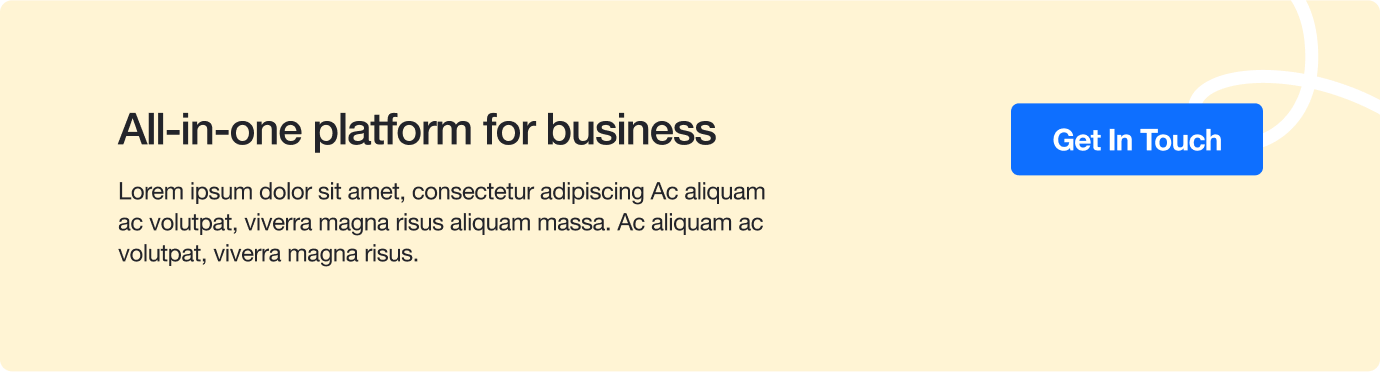 All-in-one platform for business
Get In Touch
Lorem ipsum dolor sit amet, consectetur adipiscing Ac aliquam
ac volutpat, viverra magna risus aliquam massa. Ac aliquam ac
volutpat, viverra magna risus.